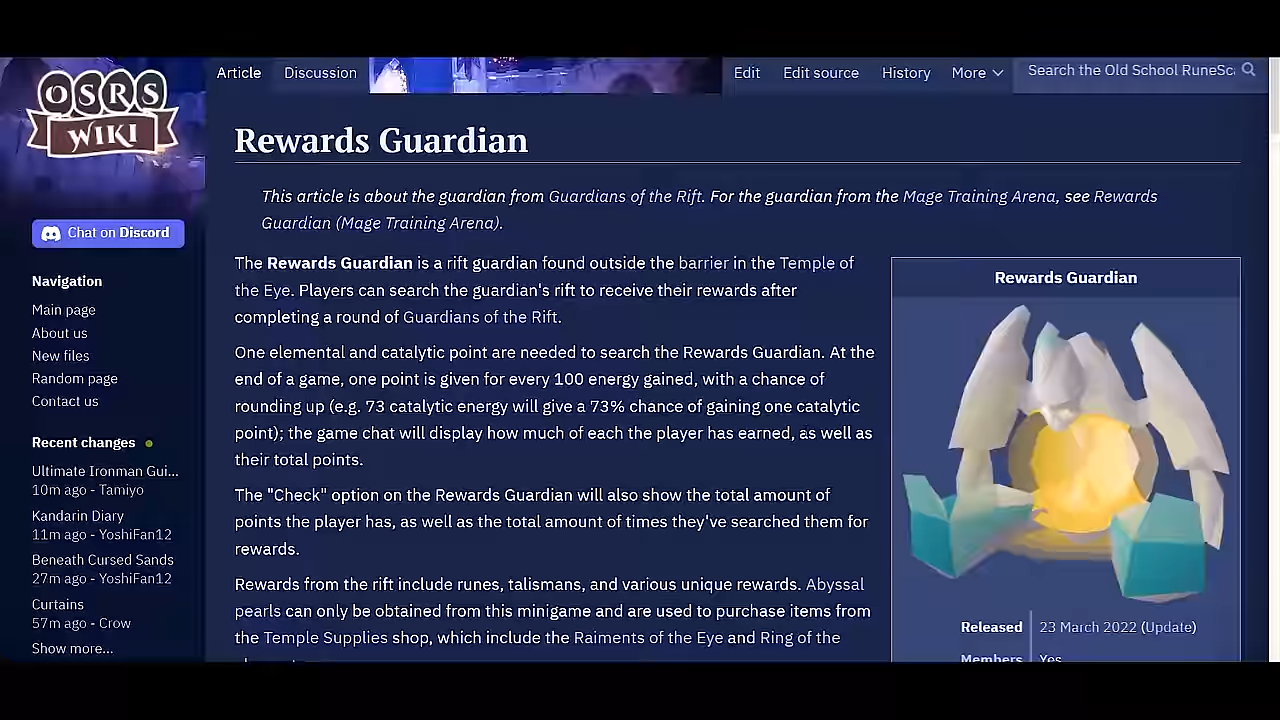 OSRS
WIKI
Article
Discussion
Edit
Edit source
History
More
Search the Old School RuneSc
Rewards Guardian
This article is about the guardian from Guardians of the Rift. For the guardian from the Mage Training Arena, see Rewards
Guardian (Mage Training Arena).
Chat on Discord
Navigation
Main page
About us
New files
Random page
Contact us
Recent changes
Ultimate Ironman Gui...
10m ago - Tamiyo
Kandarin Diary
11m ago - YoshiFan12
Beneath Cursed Sands
27m ago - YoshiFan12
Curtains
57m ago - Crow
Show more...
The Rewards Guardian is a rift guardian found outside the barrier in the Temple of
the Eye. Players can search the guardian's rift to receive their rewards after
completing a round of Guardians of the Rift.
One elemental and catalytic point are needed to search the Rewards Guardian. At the
end of a game, one point is given for every 100 energy gained, with a chance of
rounding up (e.g. 73 catalytic energy will give a 73% chance of gaining one catalytic
point); the game chat will display how much of each the player has earned, as well as
their total points.
The "Check" option on the Rewards Guardian will also show the total amount of
points the player has, as well as the total amount of times they've searched them for
rewards.
Rewards from the rift include runes, talismans, and various unique rewards. Abyssal
pearls can only be obtained from this minigame and are used to purchase items from
the Temple Supplies shop, which include the Raiments of the Eye and Ring of the
Rewards Guardian
Released 23 March 2022 (Update)
Members Yes